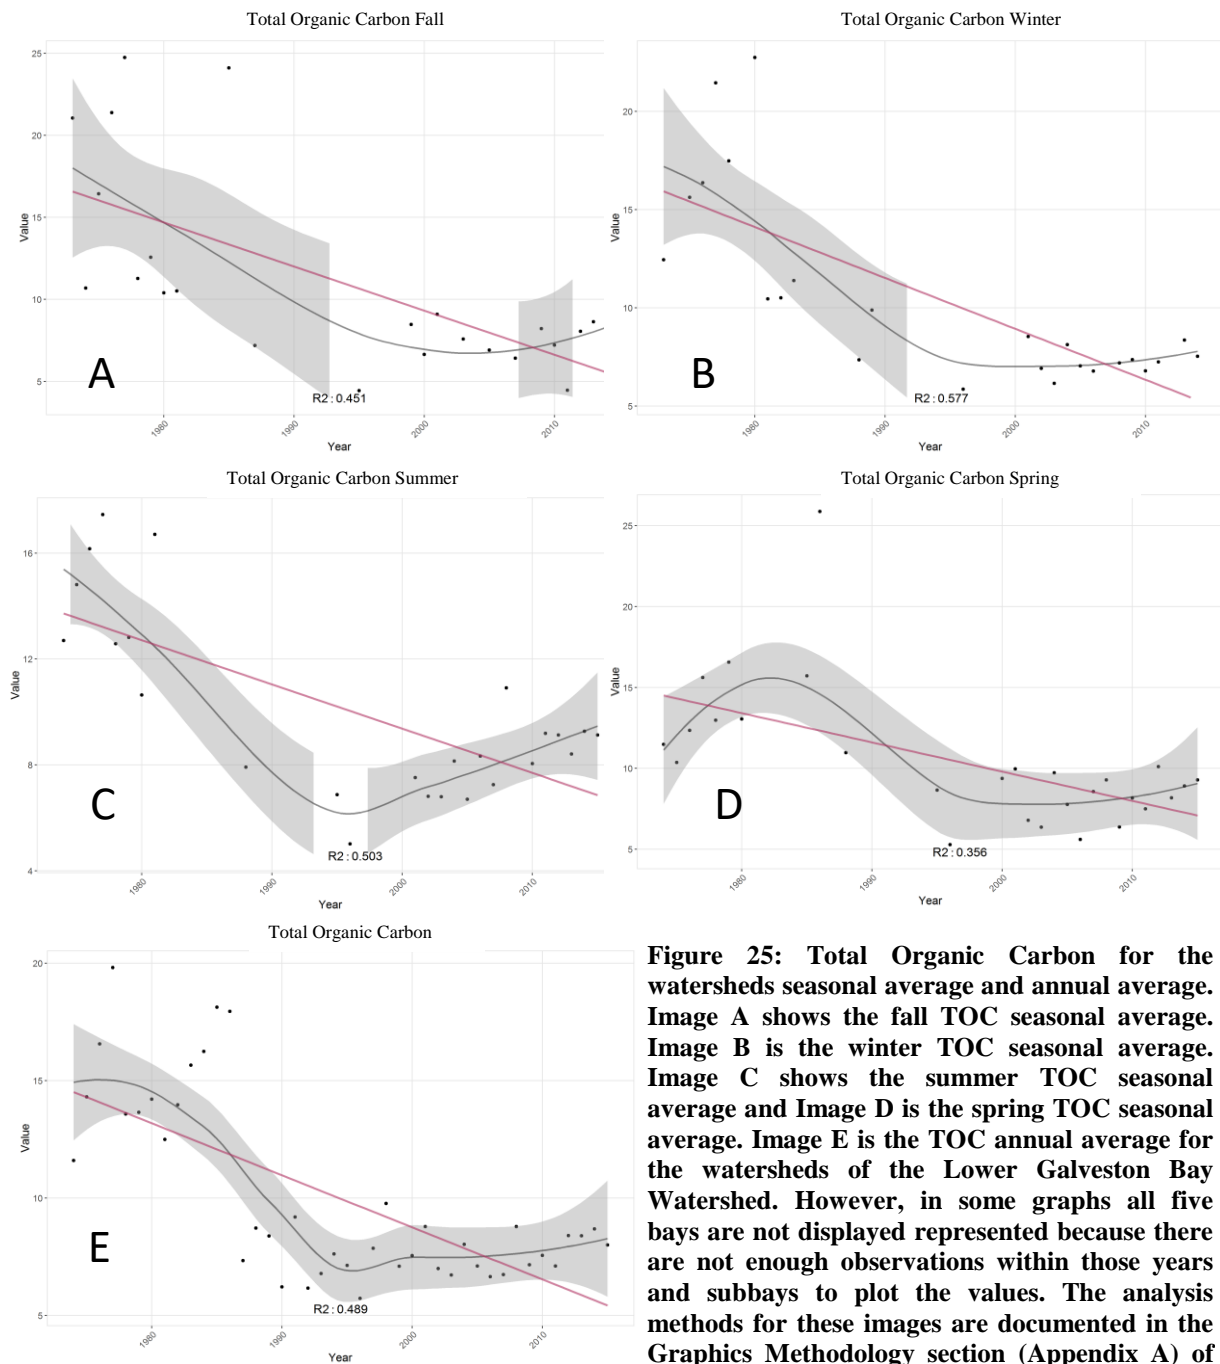 Total Organic Carbon Fall
25
20
15
10
5
Value
A
R2 : 0.451
1980
1990
2000
2010
Year
Total Organic Carbon Winter
20
15
10
5
Value
B
R2 : 0.577
1980
1990
2000
2010
Year
Total Organic Carbon Summer
16
12
8
4
Value
C
R2 : 0.503
1980
1990
2000
2010
Year
Total Organic Carbon Spring
25
20
15
10
5
Value
D
R2 : 0.356
1980
1990
2000
2010
Year
Total Organic Carbon
20
15
10
5
Value
E
R2 : 0.489
1980
1990
2000
2010
Year
Figure 25: Total Organic Carbon for the
watersheds seasonal average and annual average.
Image A shows the fall TOC seasonal average.
Image B is the winter TOC seasonal average.
Image C shows the summer TOC seasonal
average and Image D is the spring TOC seasonal
average. Image E is the TOC annual average for
the watersheds of the Lower Galveston Bay
Watershed. However, in some graphs all five
bays are not displayed represented because there
are not enough observations within those years
and subbays to plot the values. The analysis
methods for these images are documented in the
Graphics Methodology section (Appendix A) of